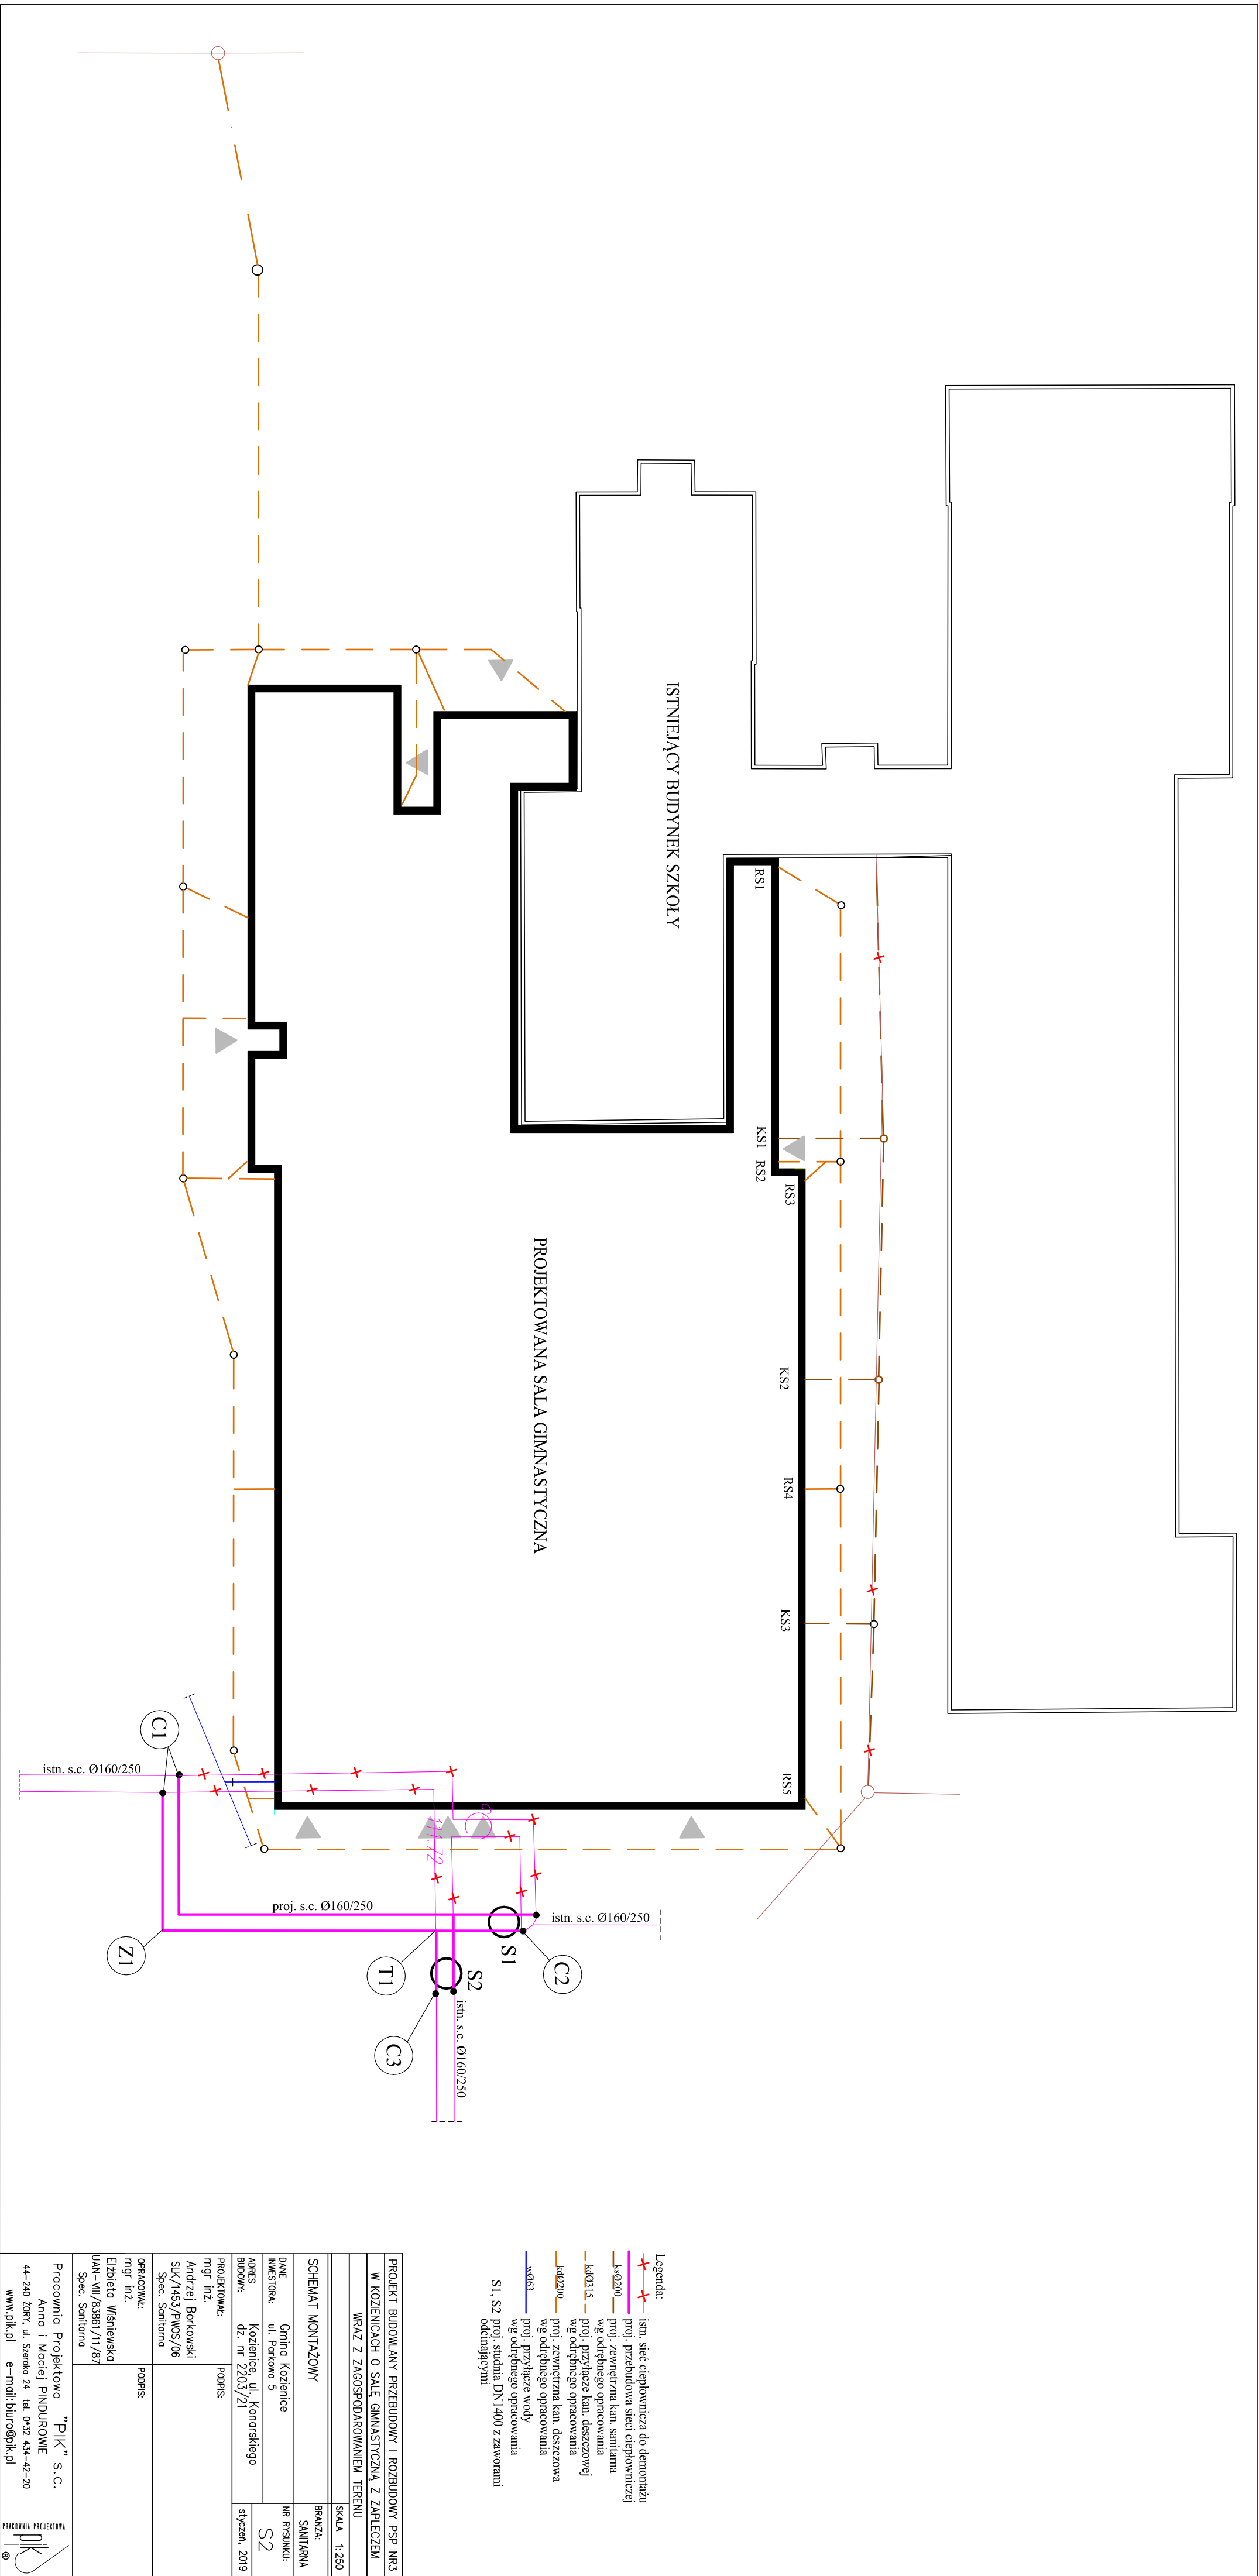 ISTNIEJĄCY BUDYNEK SZKOŁY
PROJEKTOWANA SALA GIMNASTYCZNA
RS1
KS1
RS2
RS3
KS2
RS4
KS3
RS5
C1
istn. s.c. Ø160/250
proj. s.c. Ø160/250
istn. s.c. Ø160/250
istn. s.c. Ø160/250
Z1
T1
S1
S2
C2
C3
Legenda:
istn. sieć ciepłownicza do demontażu
proj. przebudowa sieci ciepłowniczej
ksØ200
proj. zewnętrzna kan. sanitarna
wg odrębnego opracowania
kdØ315
proj. przyłącze kan. deszczowej
wg odrębnego opracowania
kdØ200
proj. zewnętrzna kan. deszczowa
wg odrębnego opracowania
wØ63
proj. przyłącze wody
wg odrębnego opracowania
S1, S2 proj. studnia DN1400 z zaworami
odcinającymi
PROJEKT BUDOWLANY PRZEBUDOWY I ROZBUDOWY PSP NR3
W KOZIENICACH O SALĘ GIMNASTYCZNĄ Z ZAPLECZEM
WRAZ Z ZAGOSPODAROWANIEM TERENU
SKALA 1:250
SCHEMAT MONTAŻOWY
BRANŻA:
SANITARNA
DANE
INWESTORA:
Gmina Kozienice
ul. Parkowa 5
NR RYSUNKU:
S2
ADRES
BUDOWY:
Kozienice, ul. Konarskiego
dz. nr 2203/21
styczeń, 2019
PROJEKTOWAŁ:
mgr inż.
Andrzej Borkowski
SLK/1453/PWOS/06
Spec. Sanitarna
PODPIS:
OPRACOWAŁ:
mgr inż.
Elżbieta Wiśniewska
UAN-VIII/83861/11/87
Spec. Sanitarna
PODPIS:
Pracownia Projektowa "PIK" s.c.
Anna i Maciej PINDUROWIE
44-240 ŻORY, ul. Szeroka 24 tel. 0*32 434-42-20
www.pik.pl e-mail:biuro@pik.pl
PRACOWNIA PROJEKTOWA
pik ®